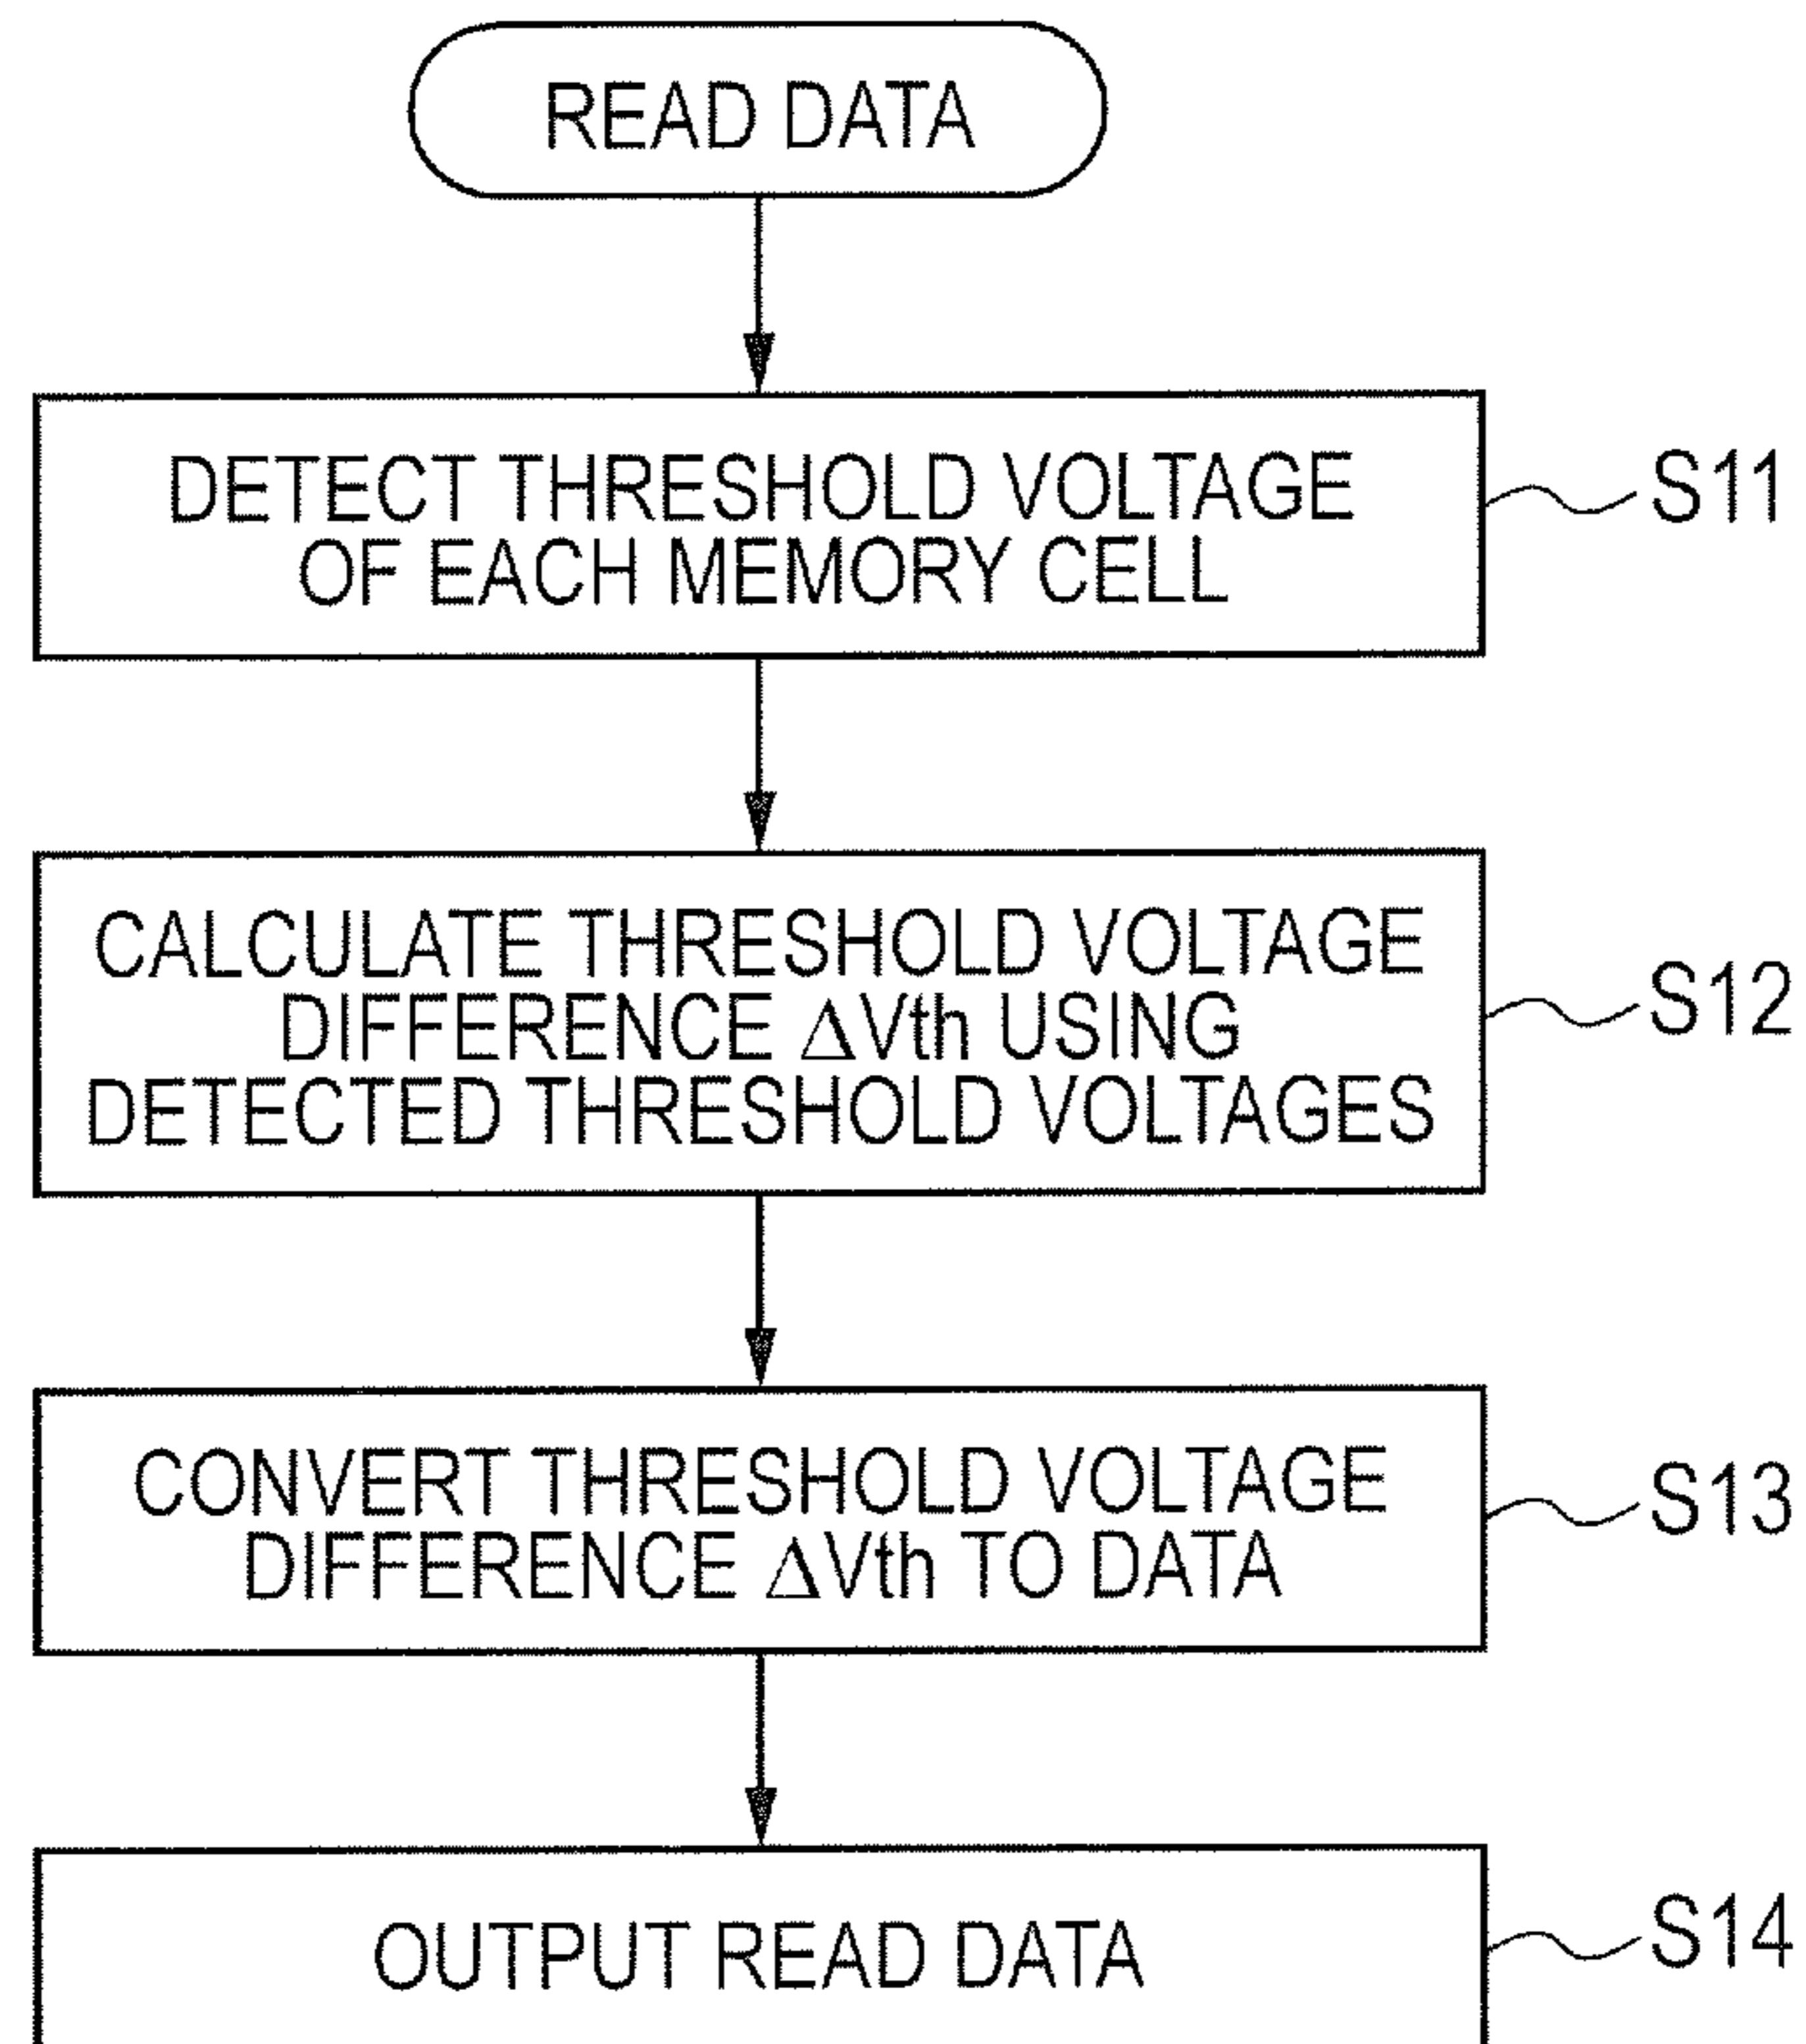 READ DATA
DETECT THRESHOLD VOLTAGE
OF EACH MEMORY CELL
S11
CALCULATE THRESHOLD VOLTAGE
DIFFERENCE ΔVth USING
DETECTED THRESHOLD VOLTAGES
S12
CONVERT THRESHOLD VOLTAGE
DIFFERENCE ΔVth TO DATA
S13
OUTPUT READ DATA
S14